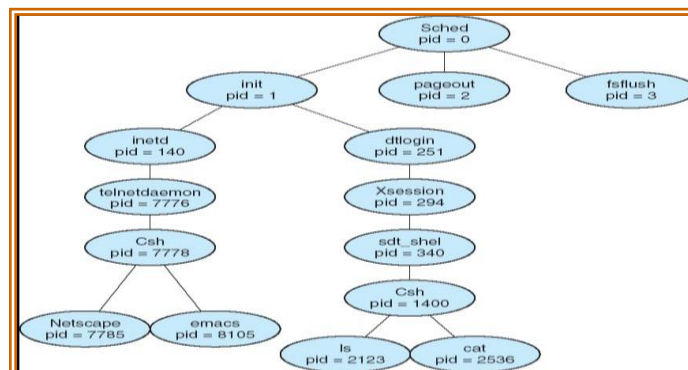 Sched
pid = 0
init
pid = 1
pageout
pid = 2
fsflush
pid = 3
inetd
pid = 140
dtlogin
pid = 251
telnetdaemon
pid = 7776
Xsession
pid = 294
Csh
pid = 7778
sdt_shel
pid = 340
Csh
pid = 1400
Netscape
pid = 7785
emacs
pid = 8105
ls
pid = 2123
cat
pid = 2536